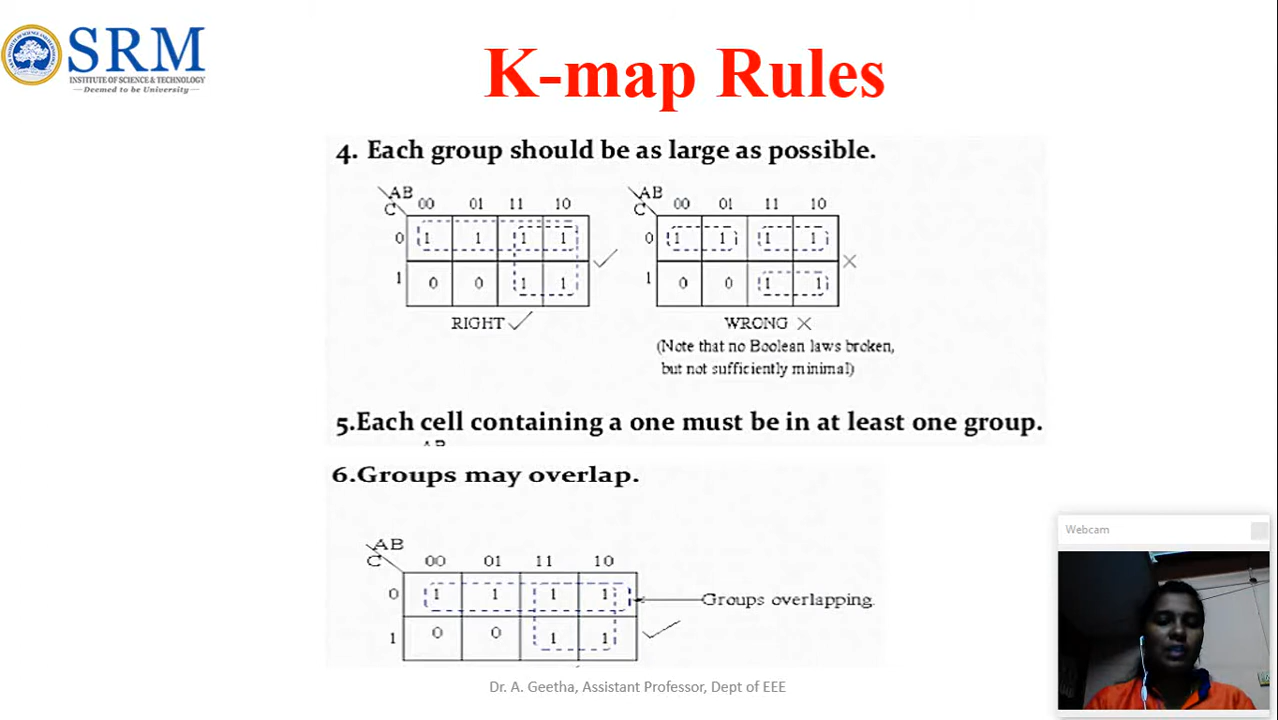 SRM
INSTITUTE OF SCIENCE & TECHNOLOGY
Deemed to be University
K-map Rules
4. Each group should be as large as possible.
AB
C
00 01 11 10
0 1 1 1 1
1 0 0 1 1
RIGHT
AB
C
00 01 11 10
0 1 1 1 1
1 0 0 1 1
WRONG
(Note that no Boolean laws broken,
but not sufficiently minimal)
5.Each cell containing a one must be in at least one group.
6.Groups may overlap.
AB
C
00 01 11 10
0 1 1 1 1
1 0 0 1 1
Groups overlapping.
Webcam
Dr. A. Geetha, Assistant Professor, Dept of EEE